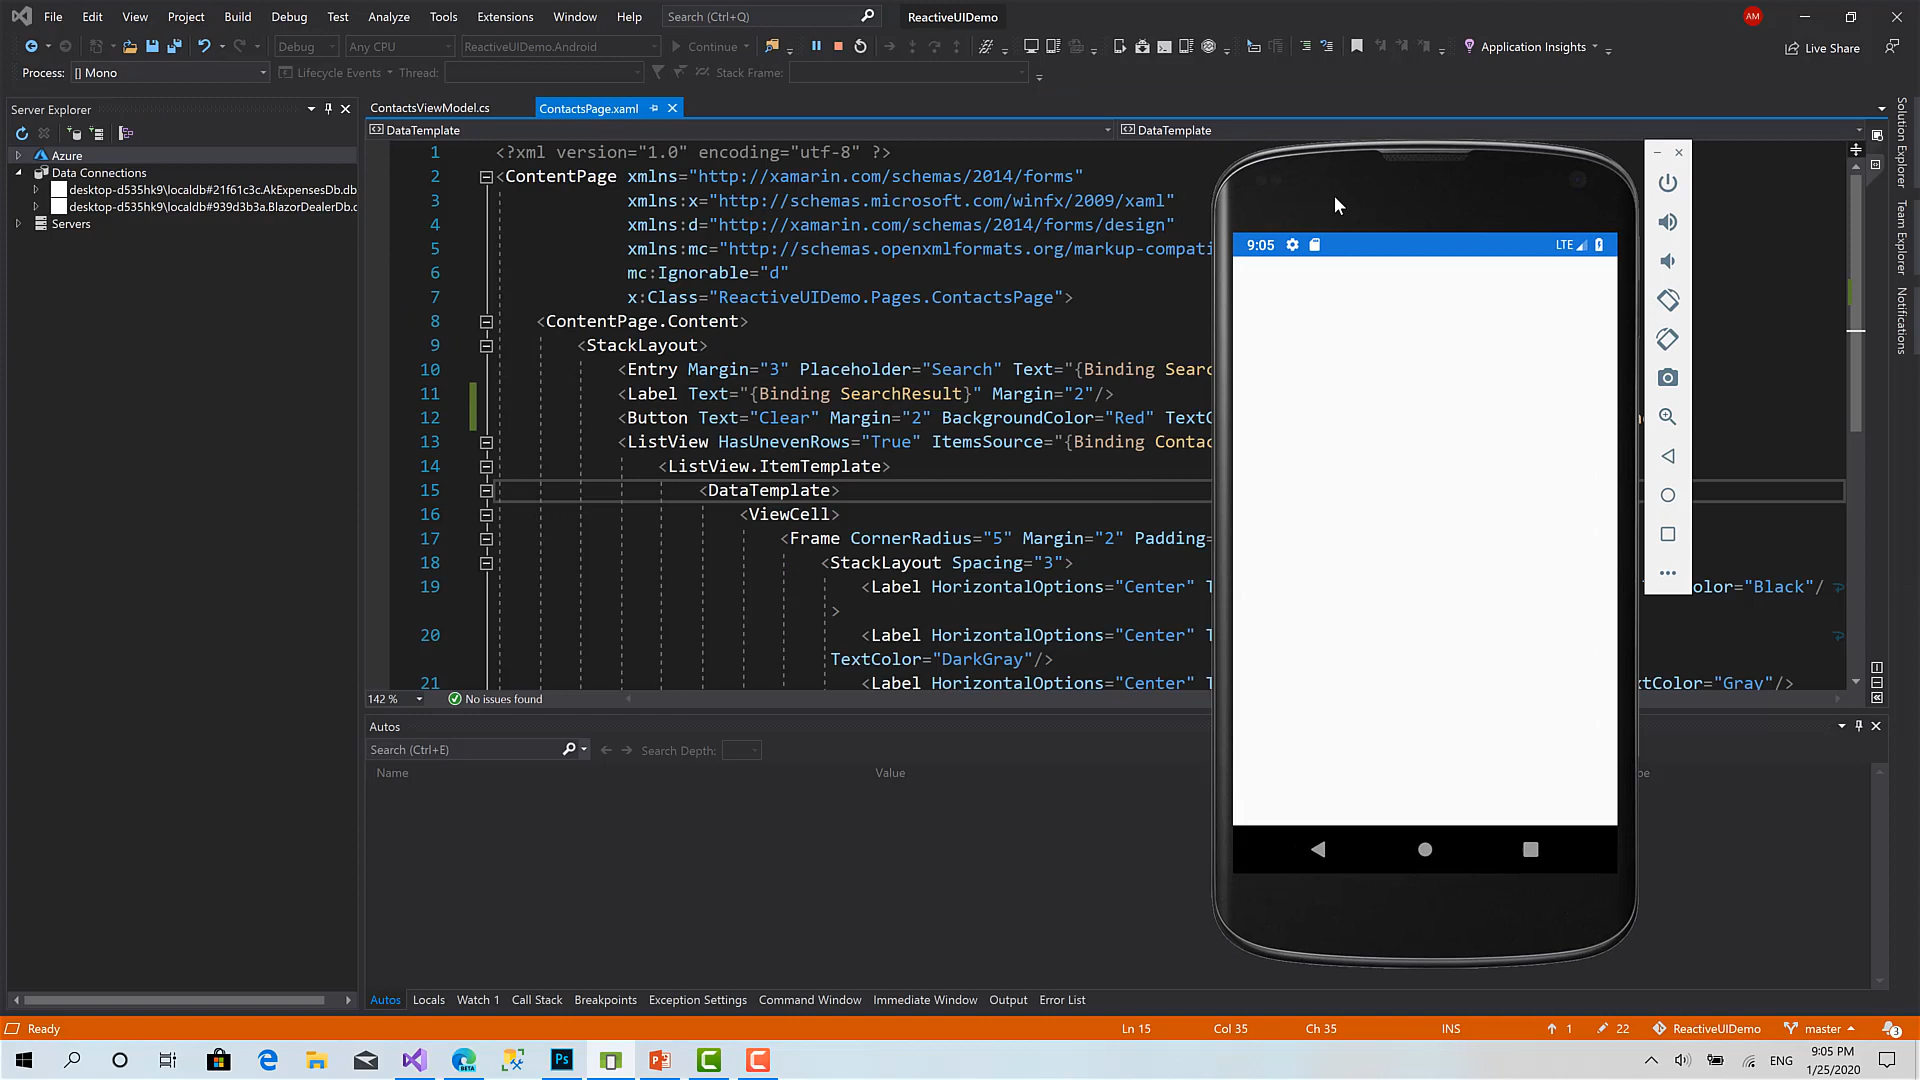 File Edit View Project Build Debug Test Analyze Tools Extensions Window Help Search (Ctrl+Q) ReactiveUIDemo AM
Debug Any CPU ReactiveUIDemo.Android Continue Application Insights Live Share
Process: [] Mono Lifecycle Events Thread: Stack Frame:
Server Explorer
Azure
Data Connections
desktop-d535hk9\localdb#21f61c3c.AkExpensesDb.db
desktop-d535hk9\localdb#939d3b3a.BlazorDealerDb.c
Servers
ContactsViewModel.cs ContactsPage.xaml
DataTemplate DataTemplate
1 <?xml version="1.0" encoding="utf-8" ?>
2 <ContentPage xmlns="http://xamarin.com/schemas/2014/forms"
3 xmlns:x="http://schemas.microsoft.com/winfx/2009/xaml"
4 xmlns:d="http://xamarin.com/schemas/2014/forms/design"
5 xmlns:mc="http://schemas.openxmlformats.org/markup-compati
6 mc:Ignorable="d"
7 x:Class="ReactiveUIDemo.Pages.ContactsPage">
8 <ContentPage.Content>
9 <StackLayout>
10 <Entry Margin="3" Placeholder="Search" Text="{Binding Searc
11 <Label Text="{Binding SearchResult}" Margin="2"/>
12 <Button Text="Clear" Margin="2" BackgroundColor="Red" TextC
13 <ListView HasUnevenRows="True" ItemsSource="{Binding Contac
14 <ListView.ItemTemplate>
15 <DataTemplate>
16 <ViewCell>
17 <Frame CornerRadius="5" Margin="2" Padding=
18 <StackLayout Spacing="3">
19 <Label HorizontalOptions="Center" T olor="Black"/
>
20 <Label HorizontalOptions="Center" T
TextColor="DarkGray"/>
21 <Label HorizontalOptions="Center" T tColor="Gray"/>
142 % No issues found
9:05 LTE
Solution Explorer
Team Explorer
Notifications
Autos
Search (Ctrl+E) Search Depth:
Name Value pe
Autos Locals Watch 1 Call Stack Breakpoints Exception Settings Command Window Immediate Window Output Error List
Ready Ln 15 Col 35 Ch 35 INS 1 22 ReactiveUIDemo master 3
BETA Ps ENG 9:05 PM
1/25/2020